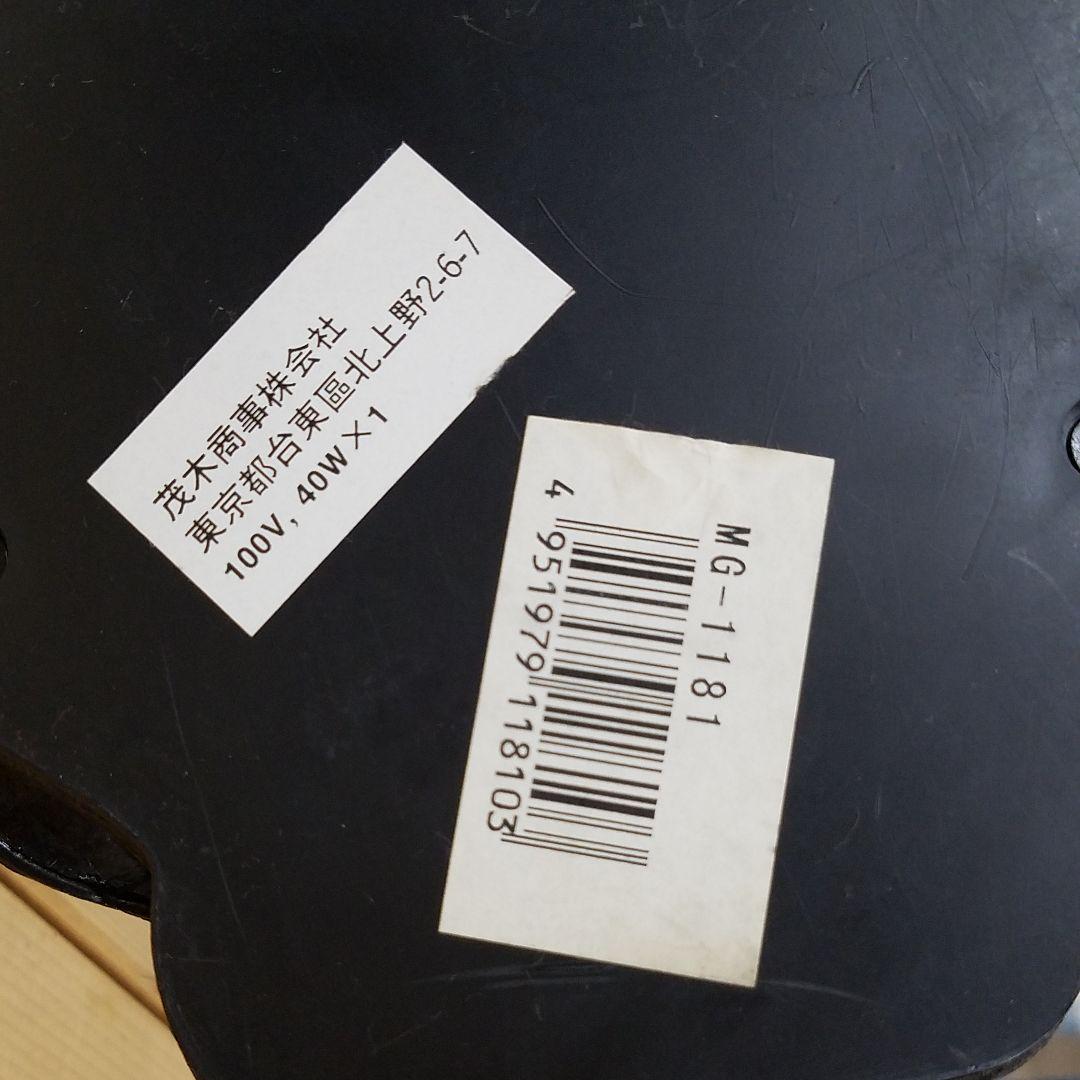 茂木商事株会社
東京都台東區北上野2-6-7
100V, 40W×1
MG-1181
4 951979 118103